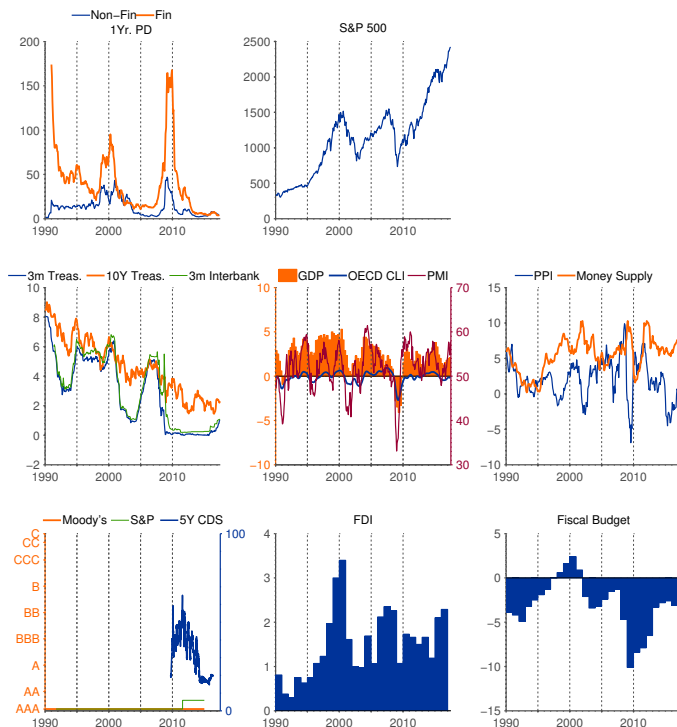 Non−Fin Fin
1Yr. PD
200
150
100
50
0
1990 2000 2010
S&P 500
2500
2000
1500
1000
500
0
1990 2000 2010
3m Treas. 10Y Treas. 3m Interbank
10
8
6
4
2
0
−2
1990 2000 2010
GDP OECD CLI PMI
10 70
5 60
0 50
−5 40
−10 30
1990 2000 2010
PPI Money Supply
15
10
5
0
−5
−10
1990 2000 2010
Moody's S&P 5Y CDS
C 100
CC
CCC
B
BB
BBB
A
AA
AAA 0
1990 2000 2010
FDI
4
3
2
1
0
1990 2000 2010
Fiscal Budget
5
0
−5
−10
−15
1990 2000 2010